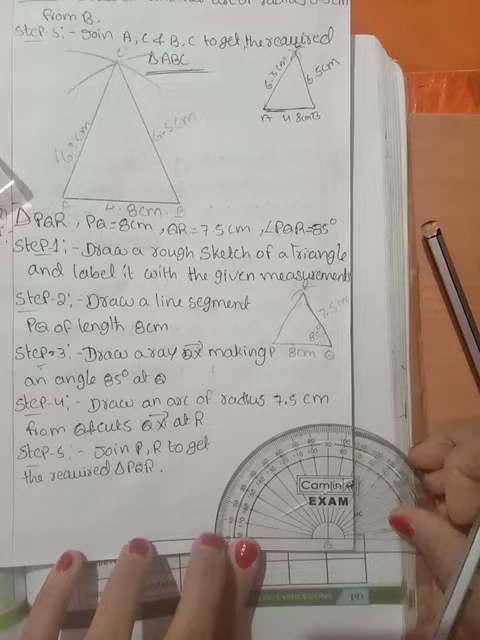 from B.
Step-5:- Join A, C & B, C to get the required
ΔABC
C
6.3cm
6.5cm
A 4.8cm B
6.5cm
A 4.8cm B
ΔPQR, PQ=8cm, QR=7.5cm, ∠PQR=85°
Step-1:- Draw a rough sketch of a triangle
and label it with the given measurements
Step-2:- Draw a line segment
PQ of length 8cm.
R
7.5cm
85°
P 8cm Q
Step-3:- Draw a ray QX making
an angle 85° at Q
Step-4:- Draw an arc of radius 7.5 cm
from Q cuts QX at R.
Step-5:- Join P, R to get
the required ΔPQR.
Camlin
EXAM
EXPRESSIONS